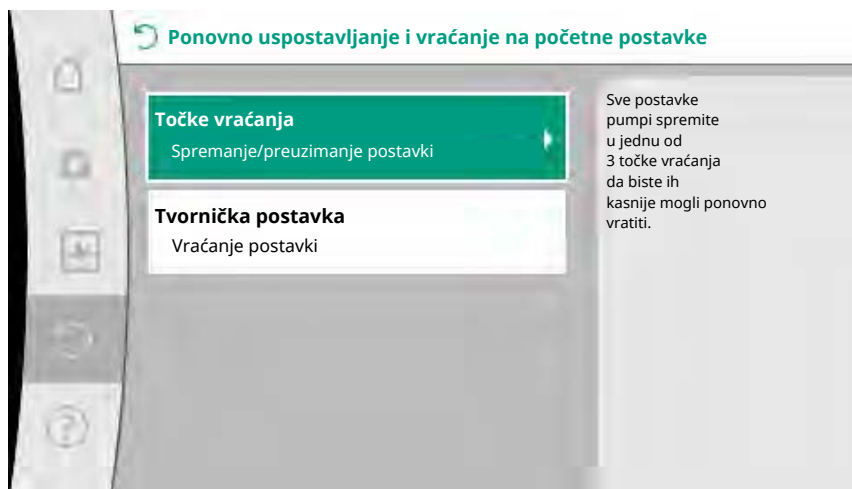 Ponovno uspostavljanje i vraćanje na početne postavke
Točke vraćanja
Spremanje/preuzimanje postavki
Tvornička postavka
Vraćanje postavki
Sve postavke
pumpi spremite
u jednu od
3 točke vraćanja
da biste ih
kasnije mogli ponovno
vratiti.